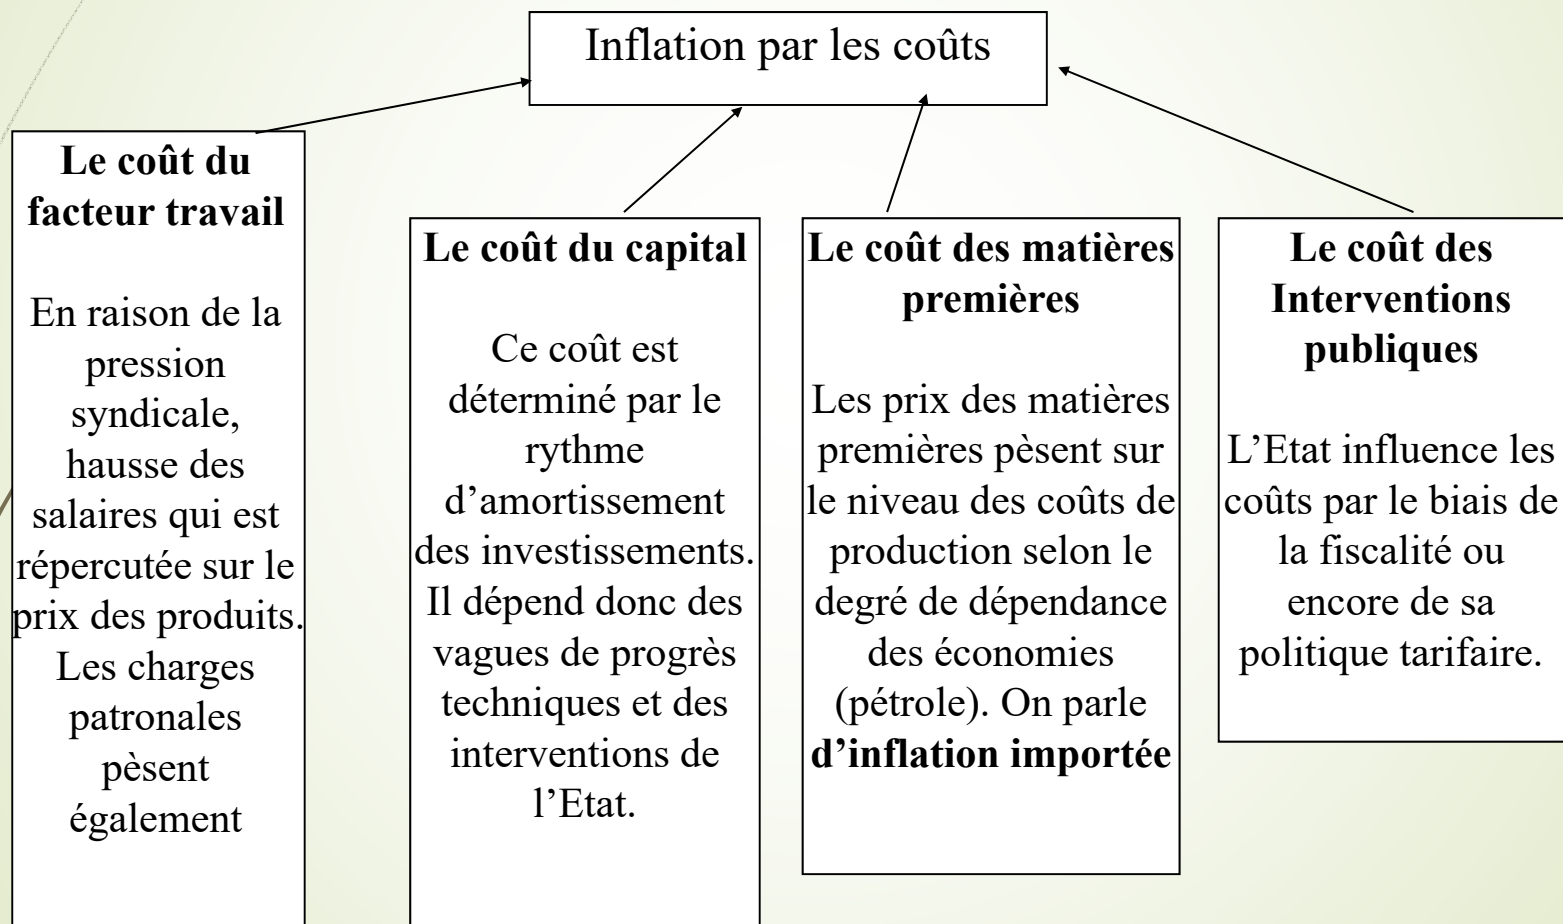 Inflation par les coûts
Le coût du
facteur travail
En raison de la
pression
syndicale,
hausse des
salaires qui est
répercutée sur le
prix des produits.
Les charges
patronales
pèsent
également
Le coût du capital
Ce coût est
déterminé par le
rythme
d’amortissement
des investissements.
Il dépend donc des
vagues de progrès
techniques et des
interventions de
l’Etat.
Le coût des matières
premières
Les prix des matières
premières pèsent sur
le niveau des coûts de
production selon le
degré de dépendance
des économies
(pétrole). On parle
d’inflation importée
Le coût des
Interventions
publiques
L’Etat influence les
coûts par le biais de
la fiscalité ou
encore de sa
politique tarifaire.